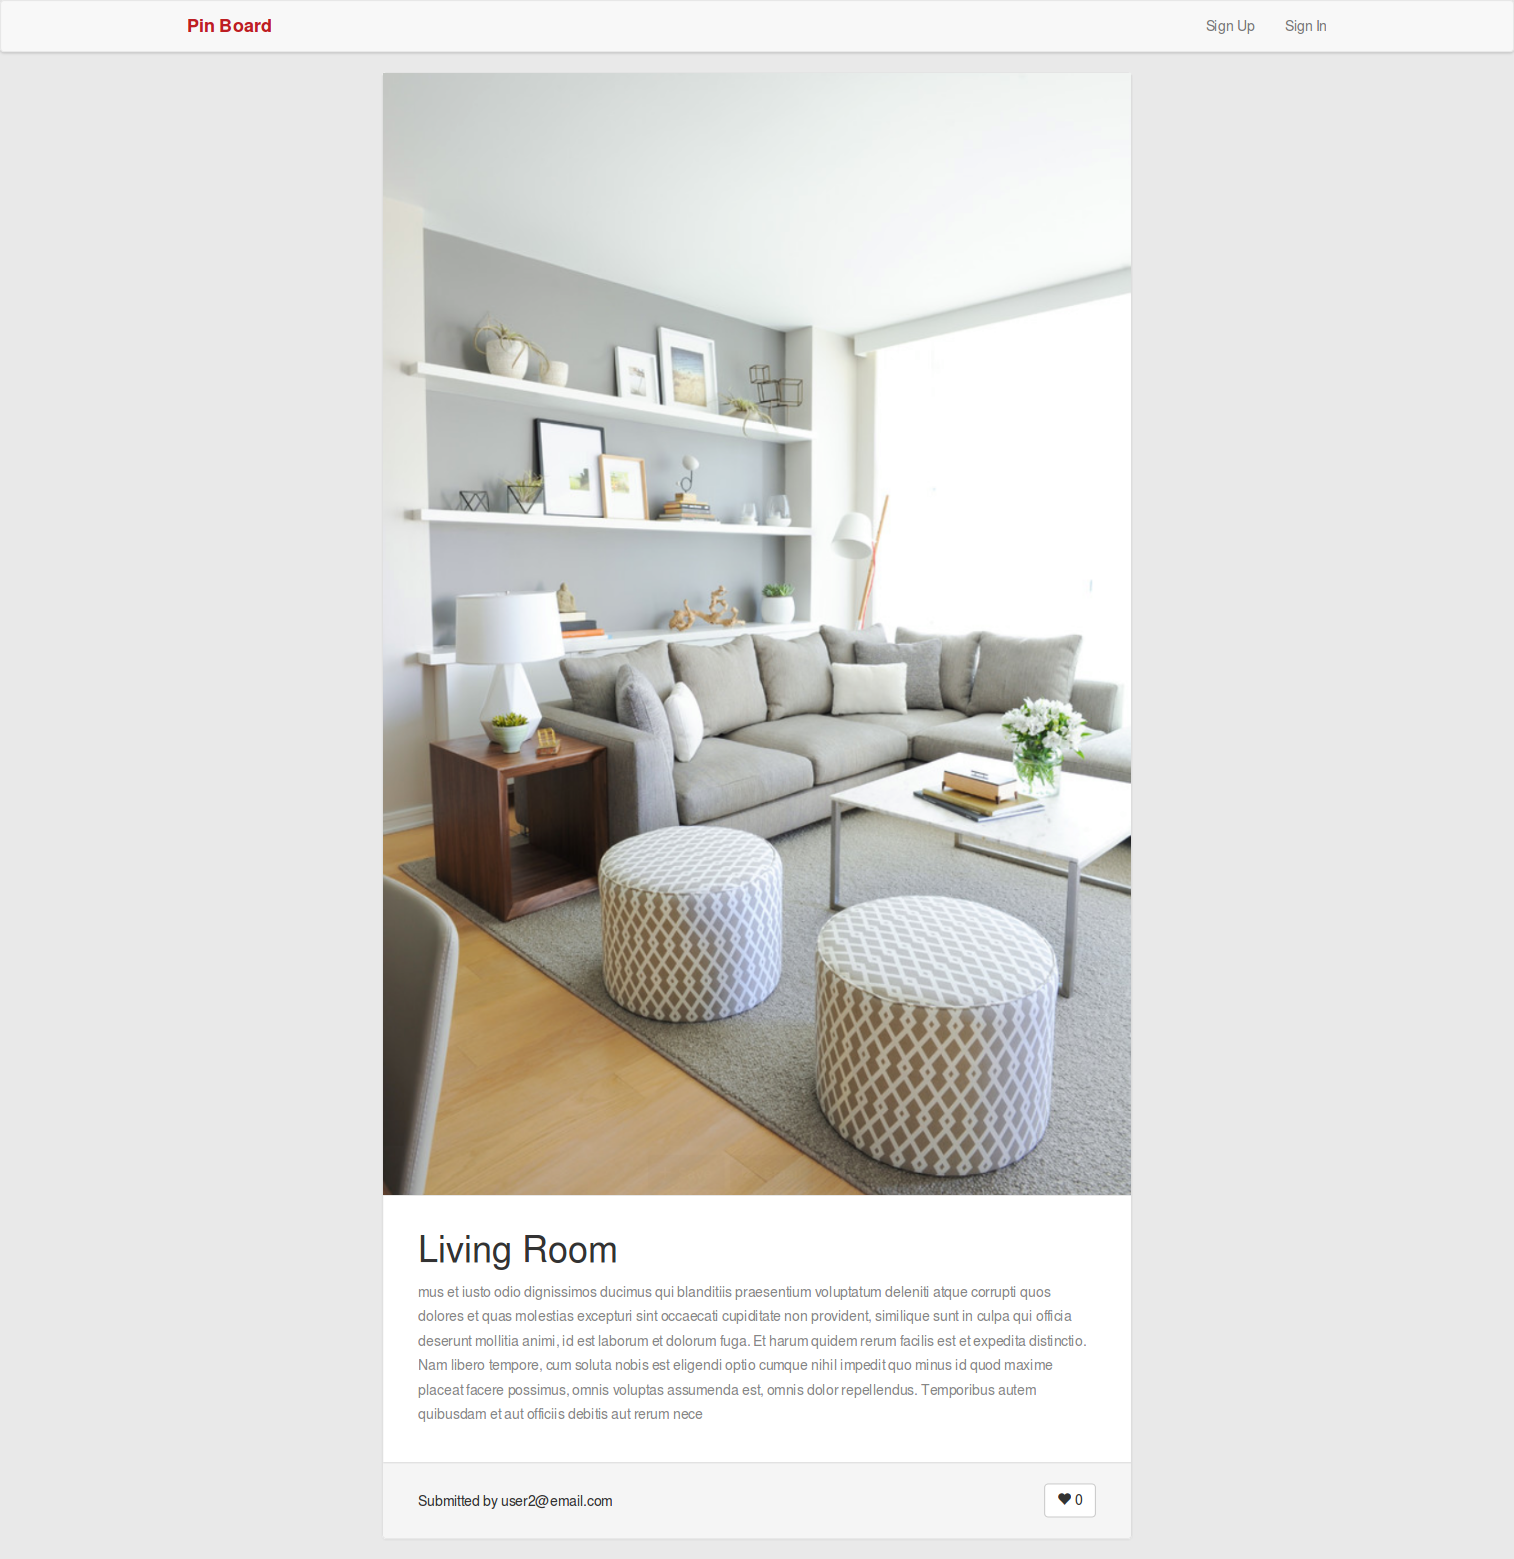 Pin Board
Sign Up
Sign In
Living Room
mus et iusto odio dignissimos ducimus qui blanditiis praesentium voluptatum deleniti atque corrupti quos
dolores et quas molestias excepturi sint occaecati cupiditate non provident, similique sunt in culpa qui officia
deserunt mollitia animi, id est laborum et dolorum fuga. Et harum quidem rerum facilis est et expedita distinctio.
Nam libero tempore, cum soluta nobis est eligendi optio cumque nihil impedit quo minus id quod maxime
placeat facere possimus, omnis voluptas assumenda est, omnis dolor repellendus. Temporibus autem
quibusdam et aut officiis debitis aut rerum nece
Submitted by user2@email.com
0